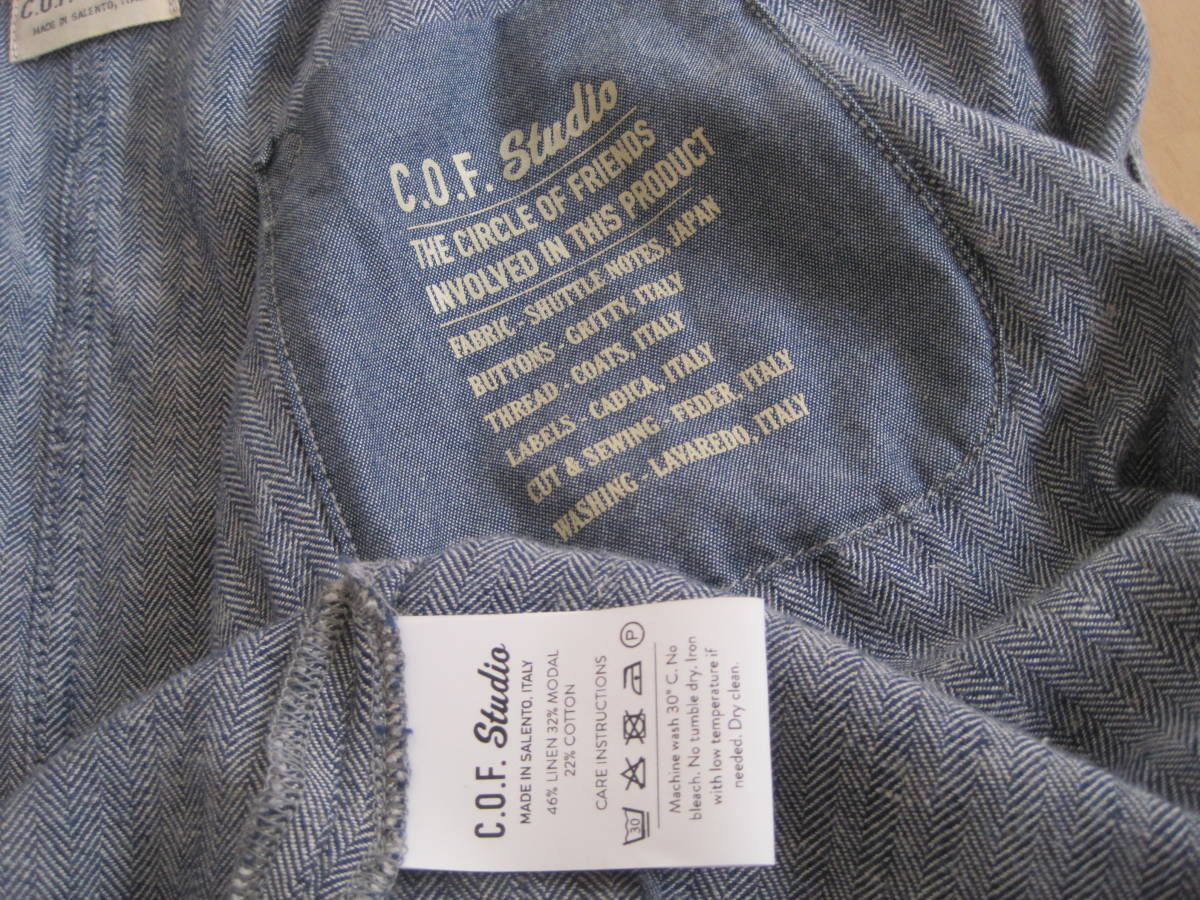 MADE IN SALENTO,
C.O.F. Studio
THE CIRCLE OF FRIENDS
INVOLVED IN THIS PRODUCT
FABRIC - SHUTTLE NOTES, JAPAN
BUTTONS - GRITTY, ITALY
THREAD - COATS, ITALY
LABELS - CADICA, ITALY
CUT & SEWING - FEDER, ITALY
WASHING - LAVAREDO, ITALY
C.O.F. Studio
MADE IN SALENTO, ITALY
46% LINEN 32% MODAL
22% COTTON
CARE INSTRUCTIONS
30 P
Machine wash 30° C. No
bleach. No tumble dry. Iron
with low temperature if
needed. Dry clean.